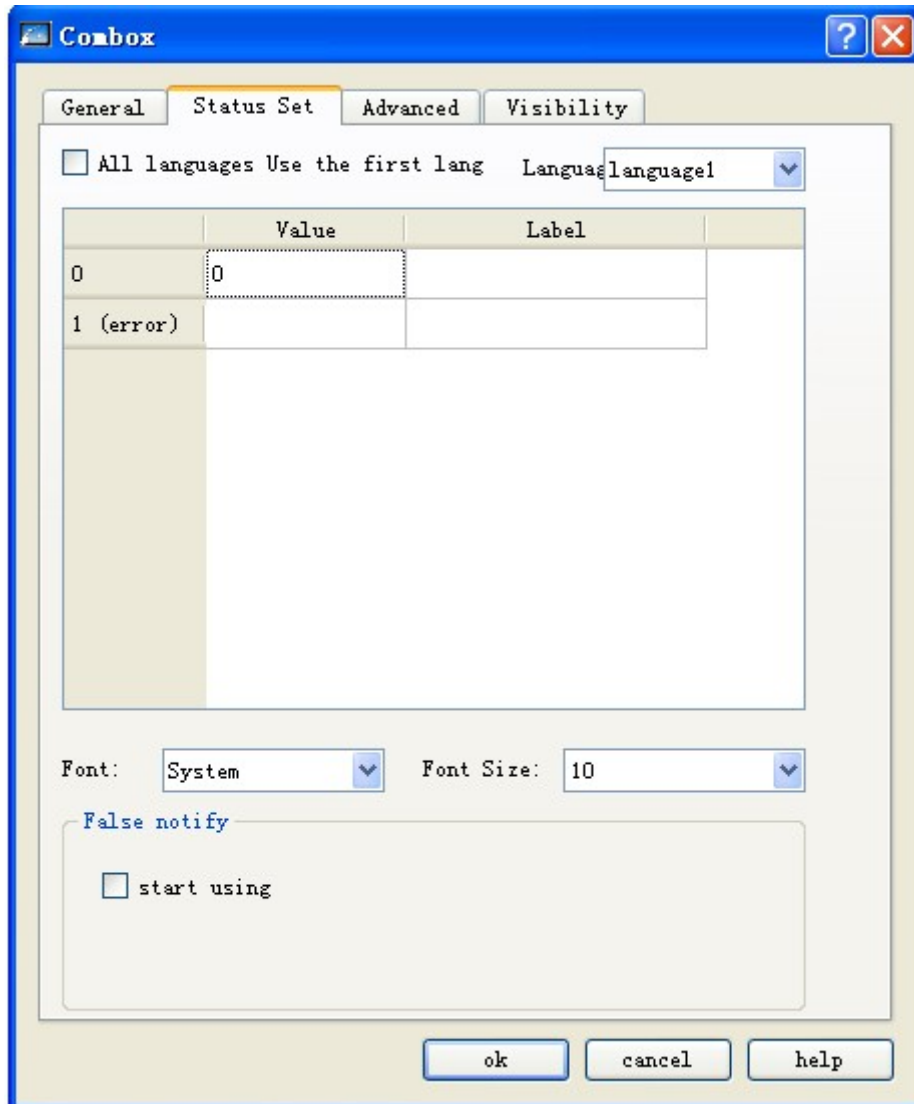 Combox
General Status Set Advanced Visibility
All languages Use the first lang Languag language1
Value Label
0 0
1 (error)
Font: System Font Size: 10
False notify
start using
ok cancel help